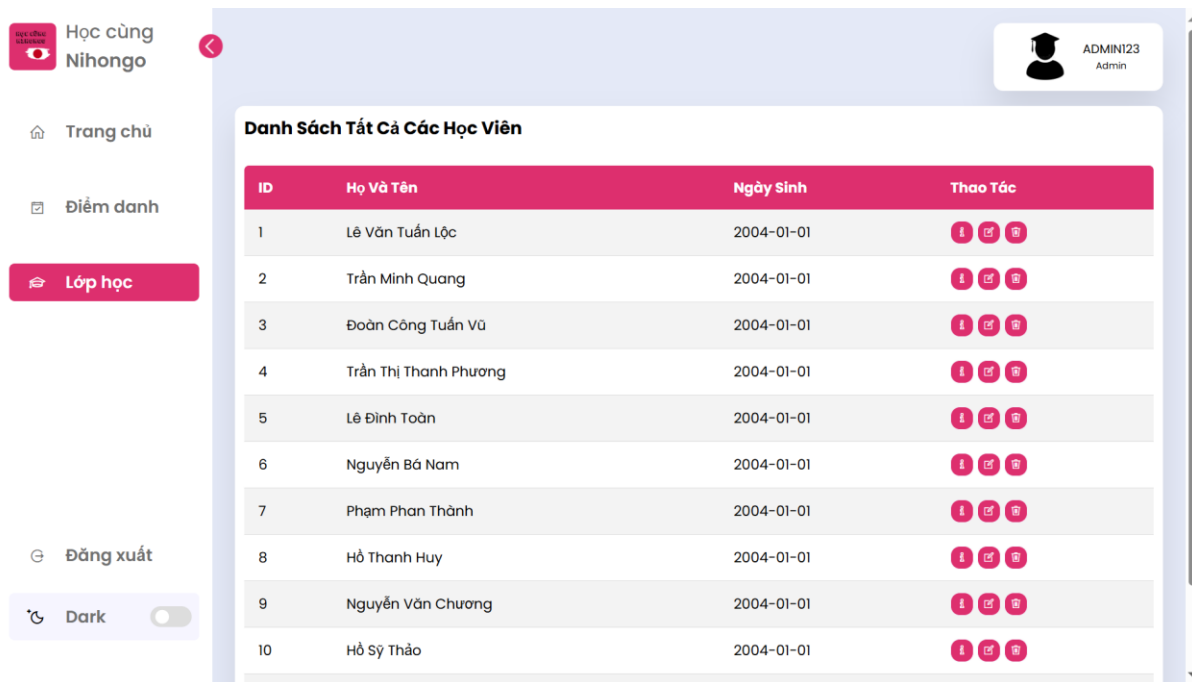 HỌC CÙNG
NIHONGO
Học cùng
Nihongo
ADMIN123
Admin
Trang chủ
Điểm danh
Lớp học
Đăng xuất
Dark
Danh Sách Tất Cả Các Học Viên
ID Họ Và Tên Ngày Sinh Thao Tác
1 Lê Văn Tuấn Lộc 2004-01-01
2 Trần Minh Quang 2004-01-01
3 Đoàn Công Tuấn Vũ 2004-01-01
4 Trần Thị Thanh Phương 2004-01-01
5 Lê Đình Toàn 2004-01-01
6 Nguyễn Bá Nam 2004-01-01
7 Phạm Phan Thành 2004-01-01
8 Hồ Thanh Huy 2004-01-01
9 Nguyễn Văn Chương 2004-01-01
10 Hồ Sỹ Thảo 2004-01-01